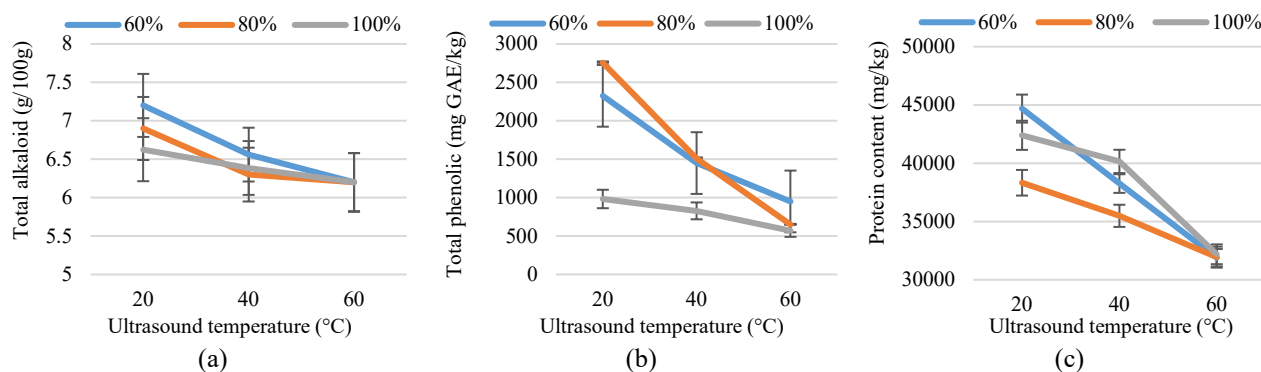 60% 80% 100%
Total alkaloid (g/100g)
8
7.5
7
6.5
6
5.5
5
20 40 60
Ultrasound temperature (°C)
(a)
60% 80% 100%
Total phenolic (mg GAE/kg)
3000
2500
2000
1500
1000
500
0
20 40 60
Ultrasound temperature (°C)
(b)
60% 80% 100%
Protein content (mg/kg)
50000
45000
40000
35000
30000
20 40 60
Ultrasound temperature (°C)
(c)